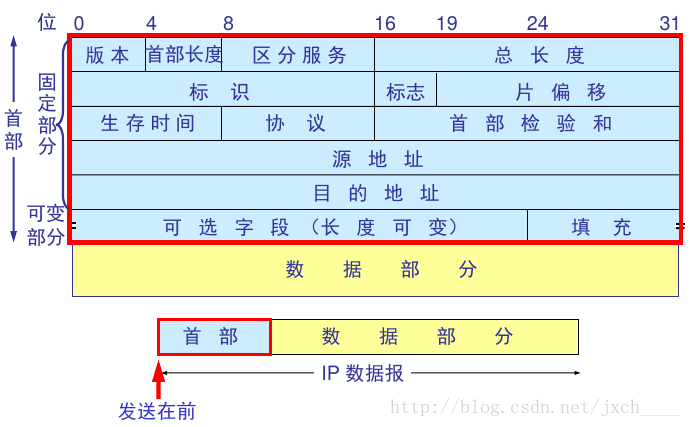 位 0 4 8 16 19 24 31
版本 首部长度 区分服务 总长度
标识 标志 片偏移
生存时间 协议 首部检验和
源地址
目的地址
可选字段（长度可变） 填充
首部
固定部分
可变部分
数据部分
首部 数据部分
IP 数据报
发送在前
http://blog.csdn.net/jxch____